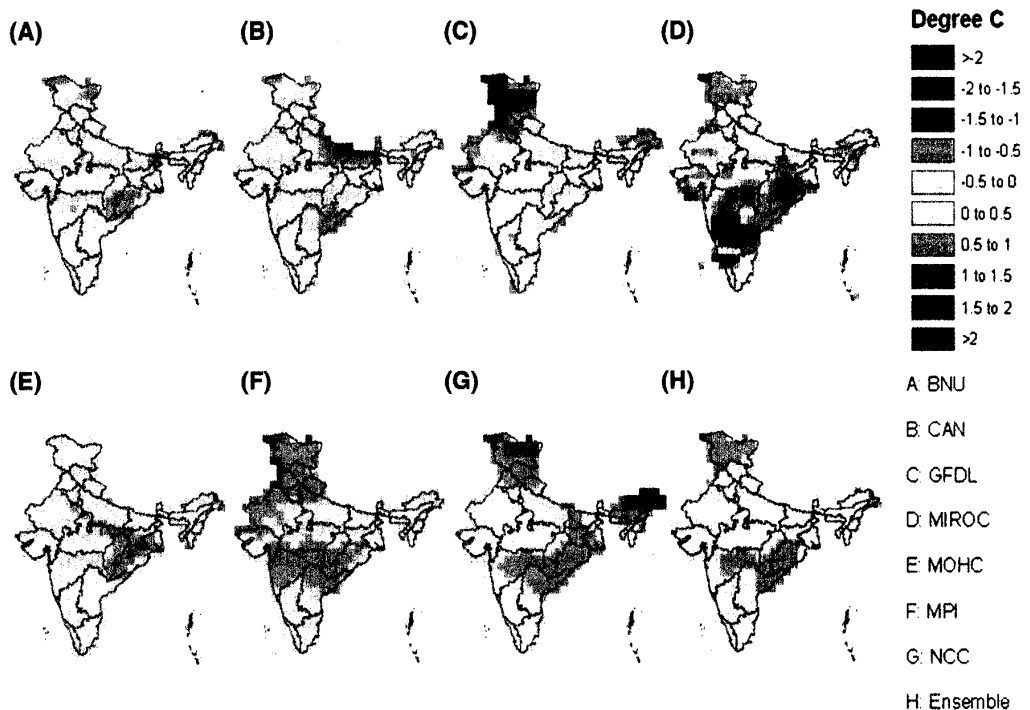 (A)
(B)
(C)
(D)
Degree C
>-2
-2 to -1.5
-1.5 to -1
-1 to -0.5
-0.5 to 0
0 to 0.5
0.5 to 1
1 to 1.5
1.5 to 2
>2
(E)
(F)
(G)
(H)
A: BNU
B: CAN
C: GFDL
D: MIROC
E: MOHC
F: MPI
G: NCC
H: Ensemble